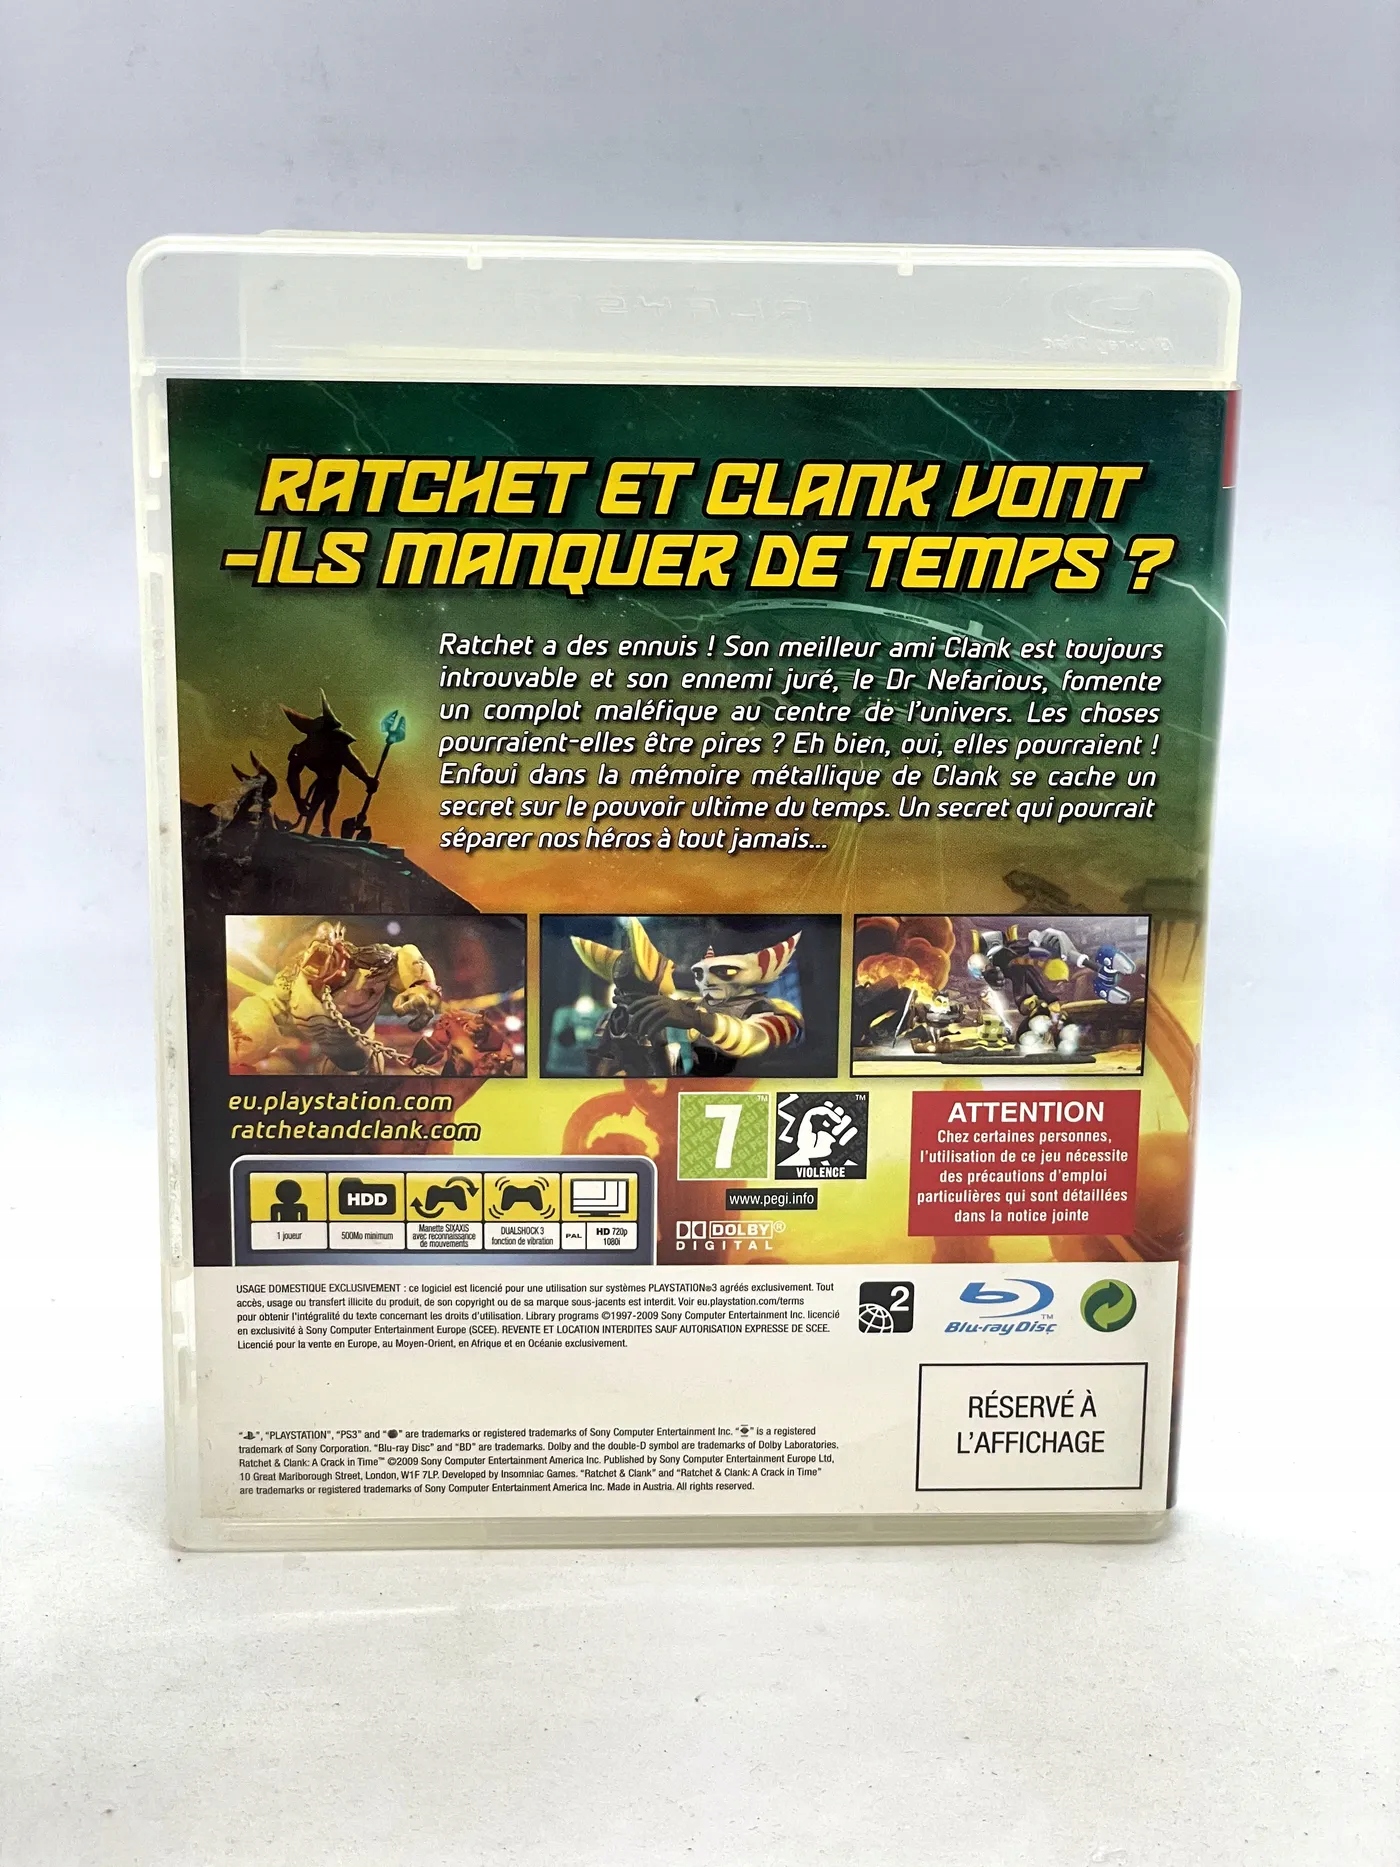 RATCHET ET CLANK VONT
-ILS MANQUER DE TEMPS ?
Ratchet a des ennuis ! Son meilleur ami Clank est toujours
introuvable et son ennemi juré, le Dr Nefarious, fomente
un complot maléfique au centre de l'univers. Les choses
pourraient-elles être pires ? Eh bien, oui, elles pourraient !
Enfoui dans la mémoire métallique de Clank se cache un
secret sur le pouvoir ultime du temps. Un secret qui pourrait
séparer nos héros à tout jamais...
eu.playstation.com
ratchetandclank.com
7
VIOLENCE
www.pegi.info
DOLBY®
DIGITAL
ATTENTION
Chez certaines personnes,
l'utilisation de ce jeu nécessite
des précautions d'emploi
particulières qui sont détaillées
dans la notice jointe
HDD
1 joueur
500Mo minimum
Manette SIXAXIS
avec reconnaissance
de mouvements
DUALSHOCK 3
fonction de vibration
PAL
HD 720p
1080i
USAGE DOMESTIQUE EXCLUSIVEMENT : ce logiciel est licencié pour une utilisation sur systèmes PLAYSTATION®3 agréés exclusivement. Tout
accès, usage ou transfert illicite du produit, de son copyright ou de sa marque sous-jacents est interdit. Voir eu.playstation.com/terms
pour obtenir l'intégralité du texte concernant les droits d'utilisation. Library programs ©1997-2009 Sony Computer Entertainment Inc. licencié
en exclusivité à Sony Computer Entertainment Europe (SCEE). REVENTE ET LOCATION INTERDITES SAUF AUTORISATION EXPRESSE DE SCEE.
Licencié pour la vente en Europe, au Moyen-Orient, en Afrique et en Océanie exclusivement.
2
Blu-ray Disc™
RÉSERVÉ À
L'AFFICHAGE
" ", "PLAYSTATION", "PS3" and " " are trademarks or registered trademarks of Sony Computer Entertainment Inc. " " is a registered
trademark of Sony Corporation. "Blu-ray Disc" and "BD" are trademarks. Dolby and the double-D symbol are trademarks of Dolby Laboratories.
Ratchet & Clank: A Crack in Time™ ©2009 Sony Computer Entertainment America Inc. Published by Sony Computer Entertainment Europe Ltd,
10 Great Marlborough Street, London, W1F 7LP. Developed by Insomniac Games. "Ratchet & Clank" and "Ratchet & Clank: A Crack in Time"
are trademarks or registered trademarks of Sony Computer Entertainment America Inc. Made in Austria. All rights reserved.